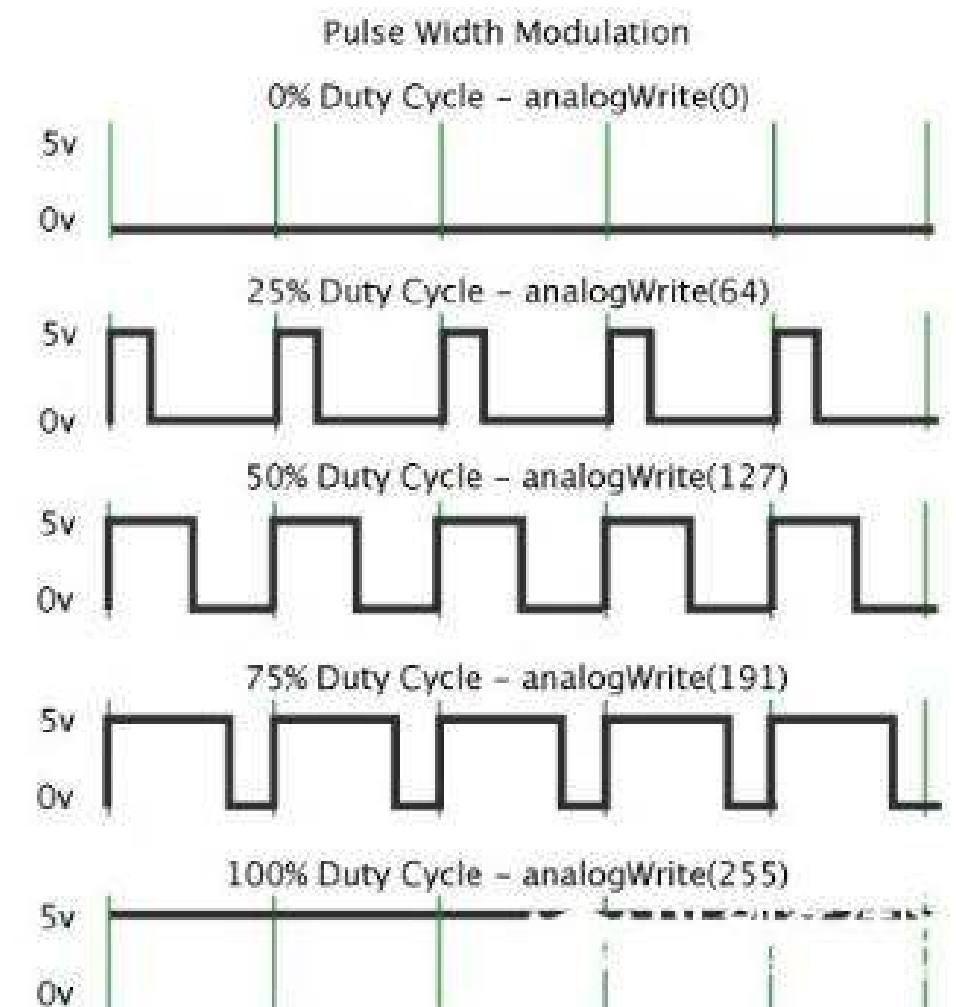 Pulse Width Modulation
0% Duty Cycle – analogWrite(0)
5v
0v
25% Duty Cycle – analogWrite(64)
5v
0v
50% Duty Cycle – analogWrite(127)
5v
0v
75% Duty Cycle – analogWrite(191)
5v
0v
100% Duty Cycle – analogWrite(255)
5v
0v